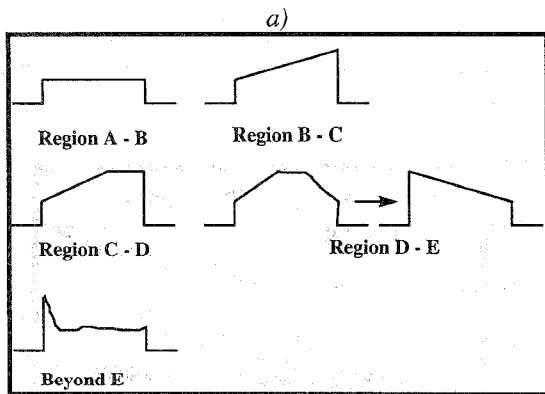 a)
Region A - B Region B - C
Region C - D Region D - E
Beyond E